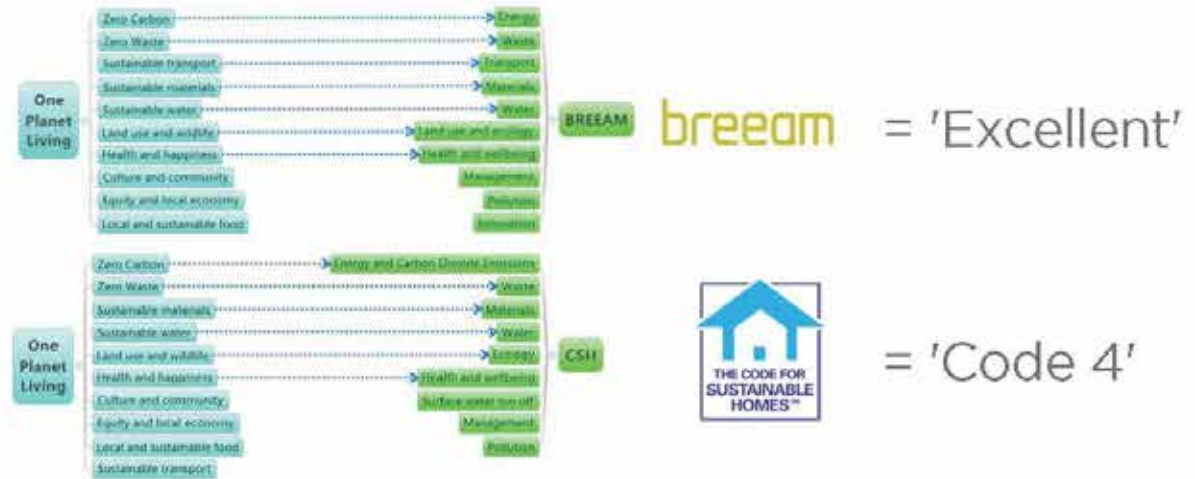 Zero Carbon Energy
Zero Waste Waste
Sustainable transport Transport
Sustainable materials Materials
Sustainable water Water
Land use and wildlife Land use and ecology
Health and happiness Health and wellbeing
Culture and community Management
Equity and local economy Pollution
Local and sustainable food Innovation
One
Planet
Living
BREEAM
breeam = 'Excellent'
Zero Carbon Energy and Carbon Dioxide Emissions
Zero Waste Waste
Sustainable materials Materials
Sustainable water Water
Land use and wildlife Ecology
Health and happiness Health and wellbeing
Culture and community Surface water run off
Equity and local economy Management
Local and sustainable food Pollution
Sustainable transport
One
Planet
Living
CSH
THE CODE FOR
SUSTAINABLE
HOMES™
= 'Code 4'